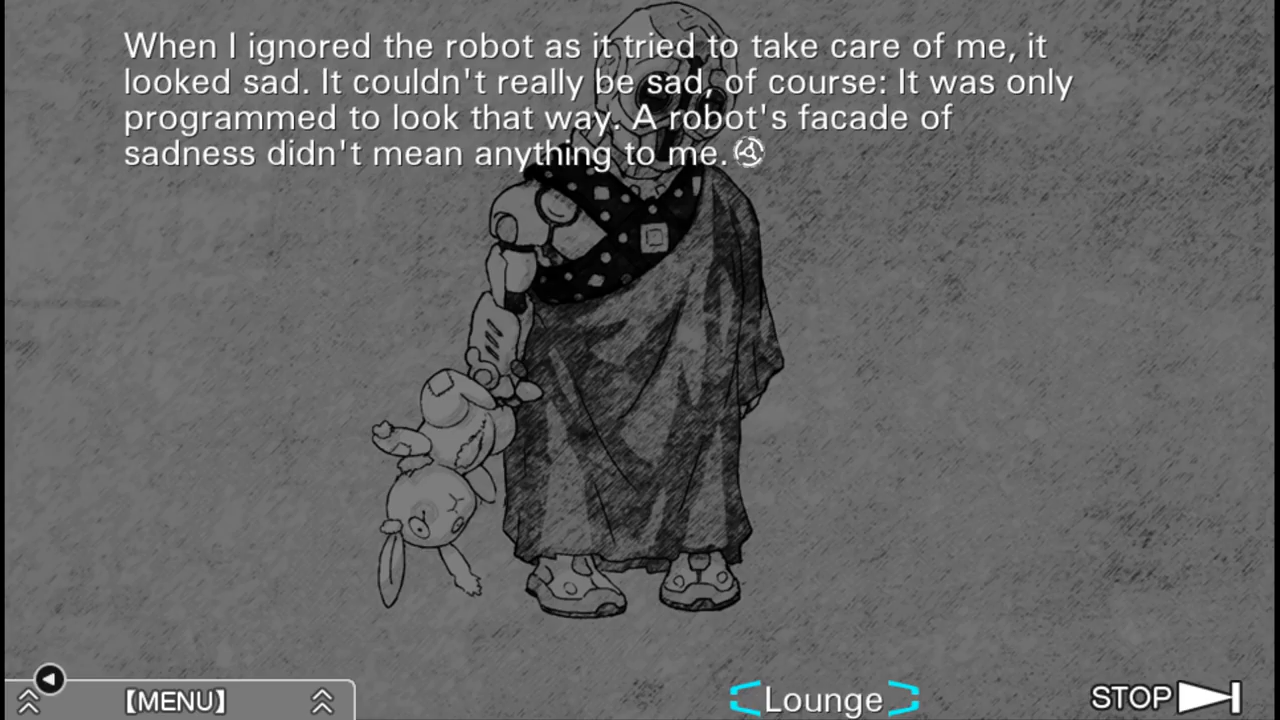 When I ignored the robot as it tried to take care of me, it
looked sad. It couldn't really be sad, of course: It was only
programmed to look that way. A robot's facade of
sadness didn't mean anything to me.
【MENU】
Lounge
STOP